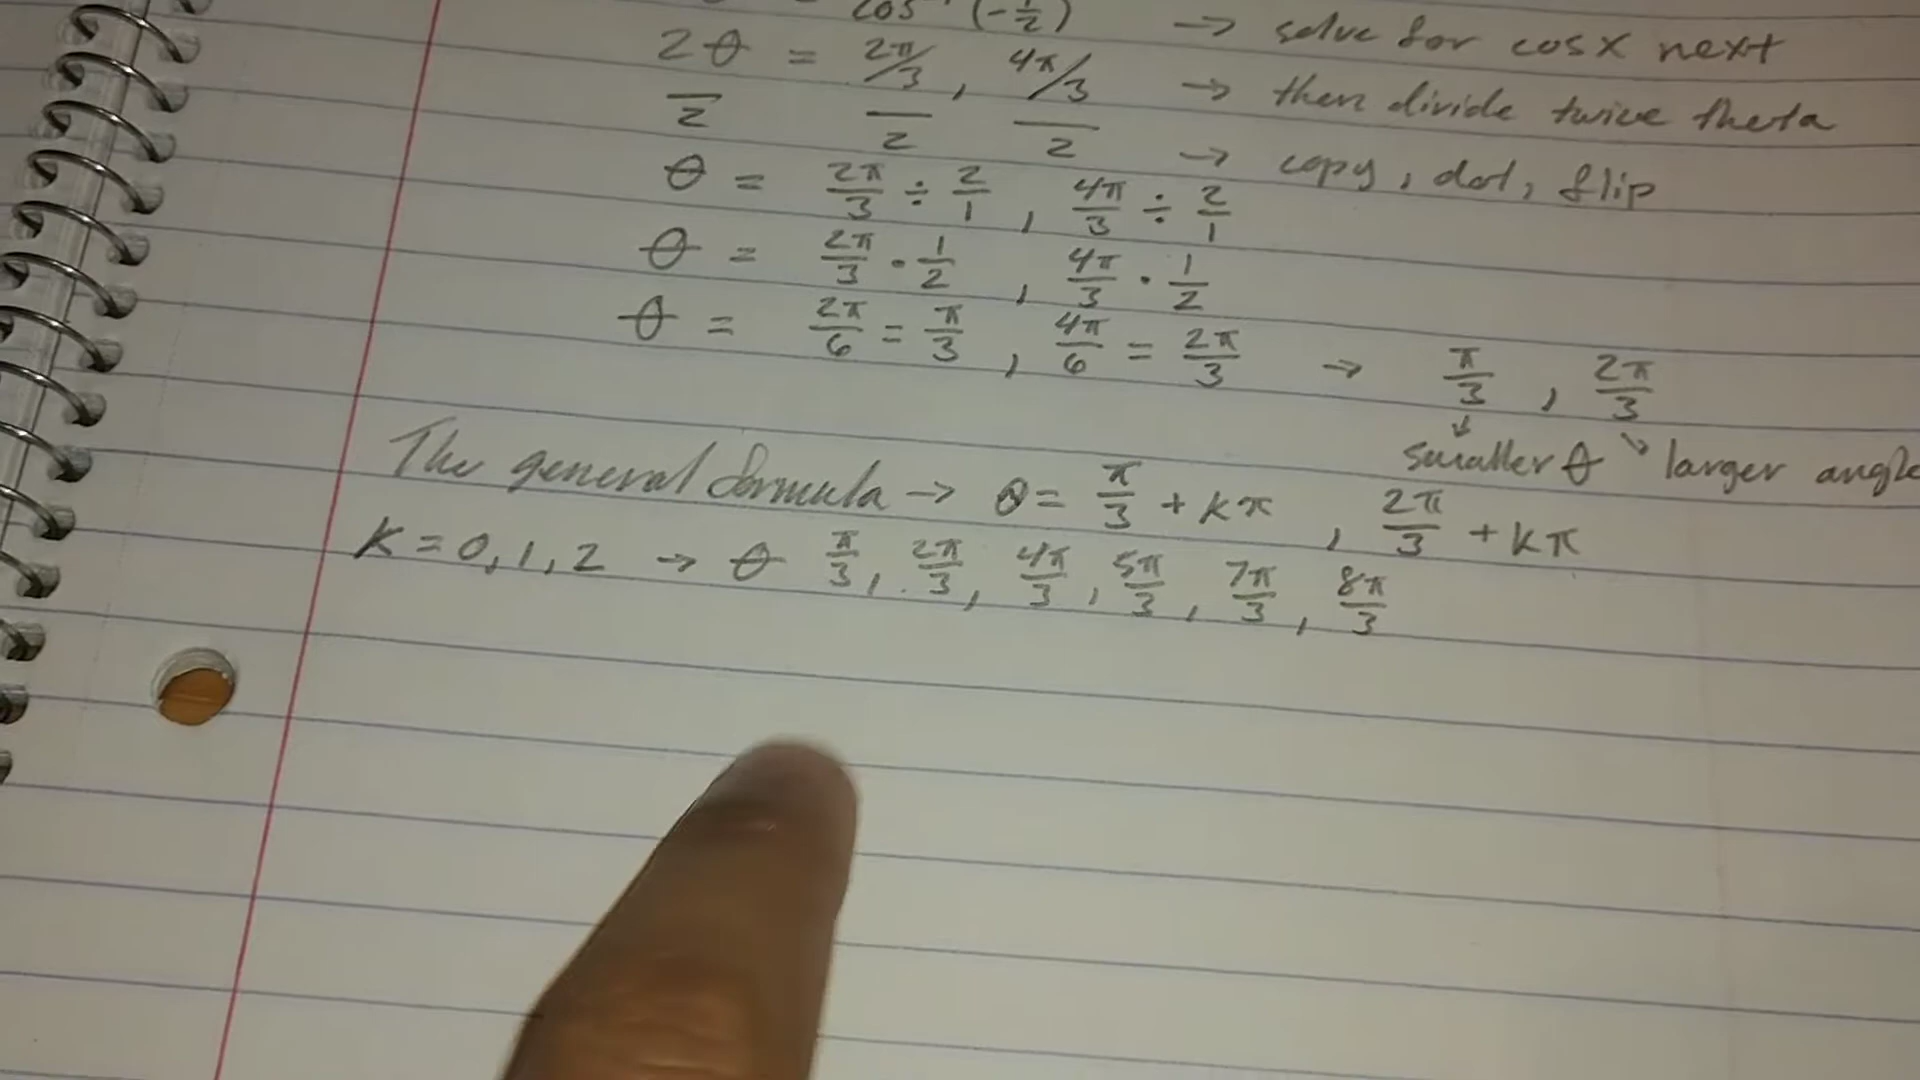 cos⁻¹ (-1/2) → solve for cosx next
2θ = 2π/3 , 4π/3 → then divide twice theta
2 2 2 → copy, dot, flip
θ = 2π/3 ÷ 2/1 , 4π/3 ÷ 2/1
θ = 2π/3 · 1/2 , 4π/3 · 1/2
θ = 2π/6 = π/3 , 4π/6 = 2π/3 → π/3 , 2π/3
smaller θ larger angle
The general formula → θ = π/3 + kπ , 2π/3 + kπ
K = 0, 1, 2 → θ π/3, 2π/3, 4π/3, 5π/3, 7π/3, 8π/3